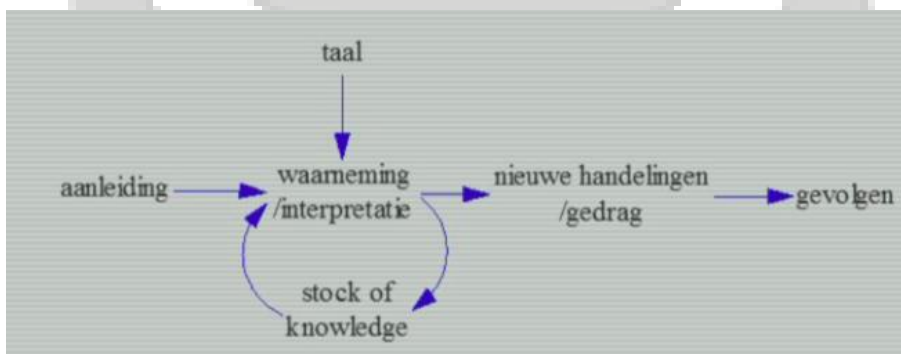 taal
aanleiding
waarneming
/interpretatie
nieuwe handelingen
/gedrag
gevolgen
stock of
knowledge